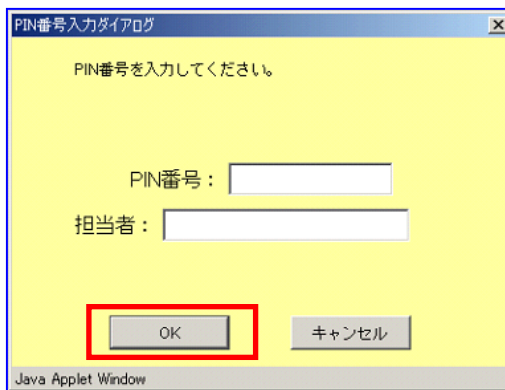 PIN番号入力ダイアログ
PIN番号を入力してください。
PIN番号：
担当者：
OK
キャンセル
Java Applet Window